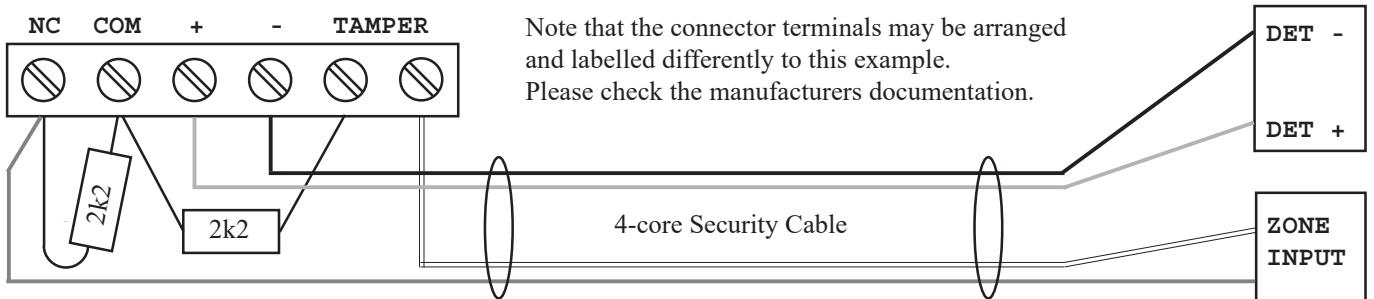 NC COM + - TAMPER
Note that the connector terminals may be arranged
and labelled differently to this example.
Please check the manufacturers documentation.
DET -
DET +
2k2
2k2
4-core Security Cable
ZONE
INPUT